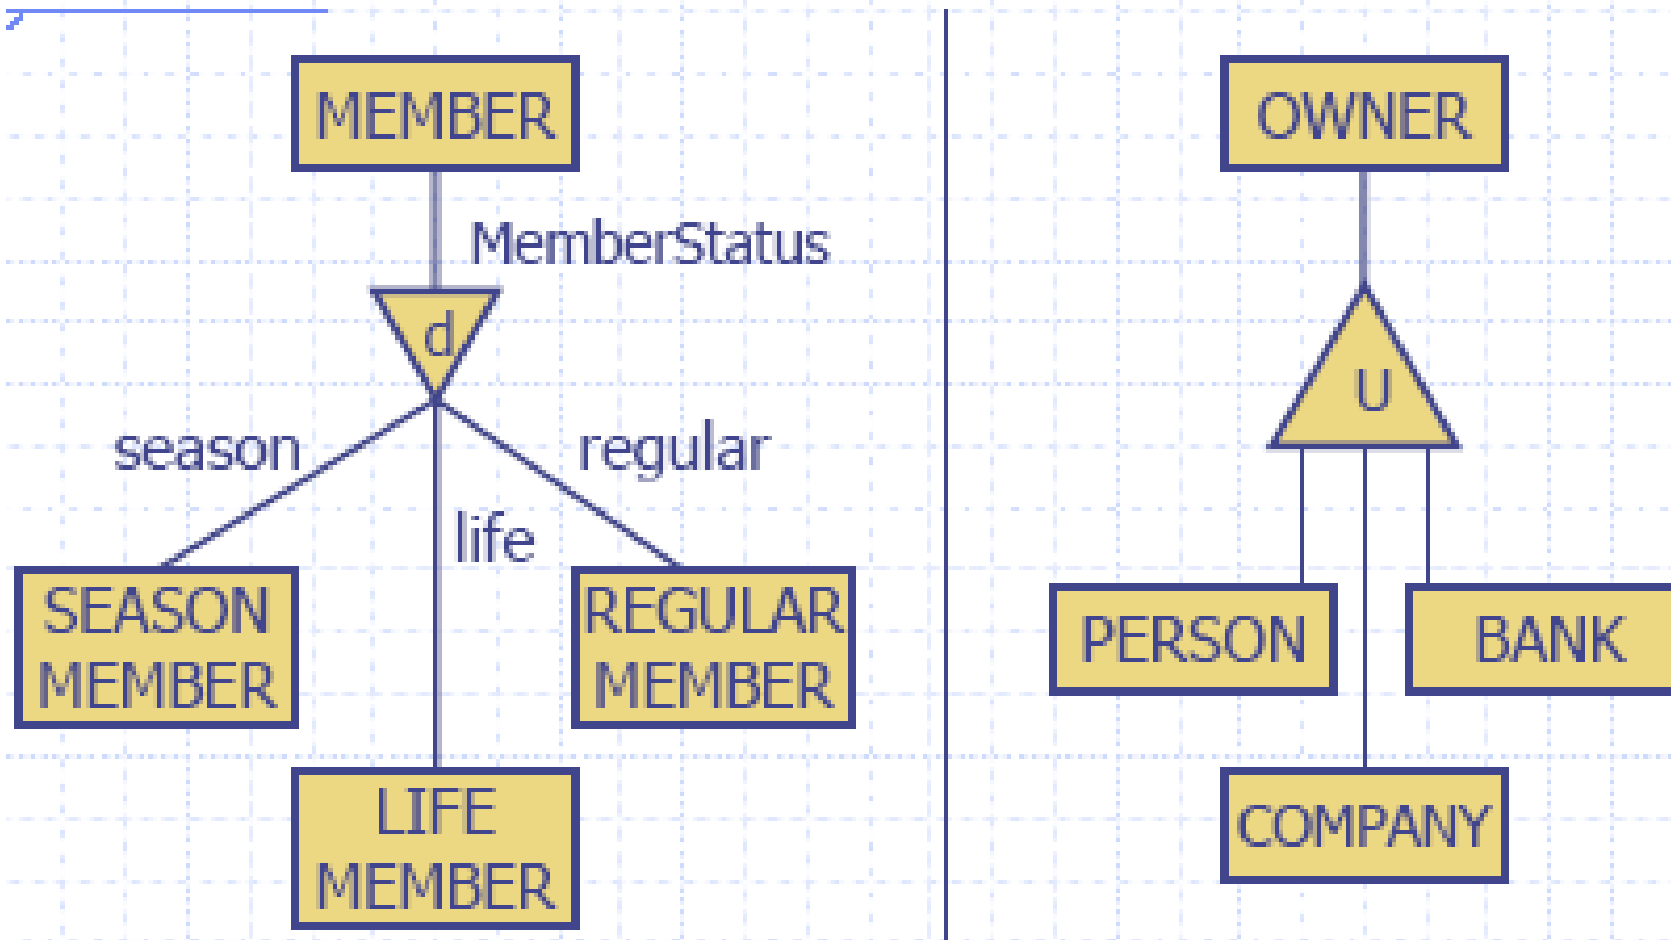 MEMBER
MemberStatus
d
season
regular
life
SEASON
MEMBER
REGULAR
MEMBER
LIFE
MEMBER
OWNER
U
PERSON
BANK
COMPANY